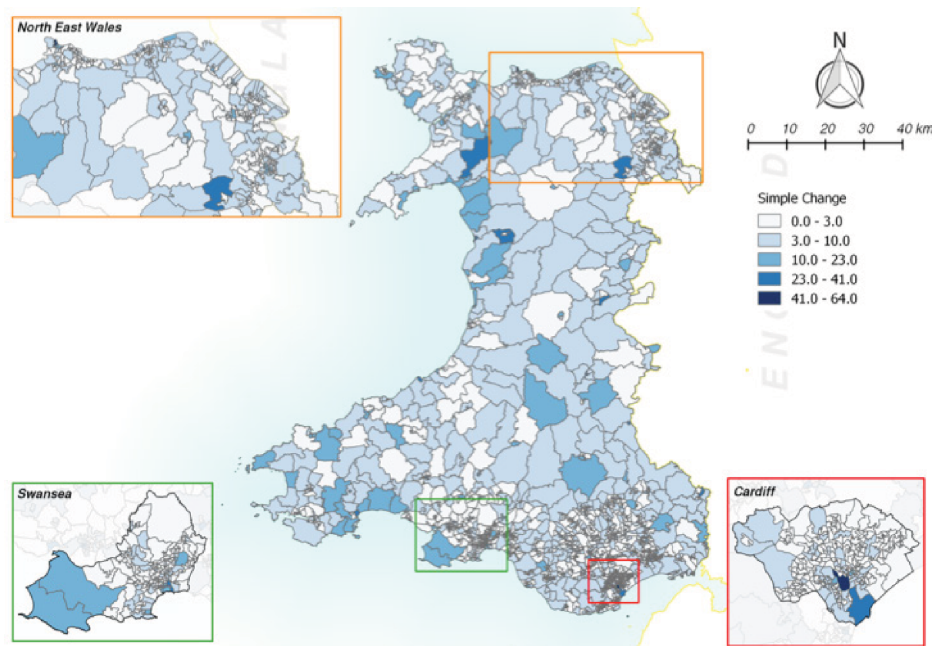 North East Wales
N
0 10 20 30 40 km
Simple Change
0.0 - 3.0
3.0 - 10.0
10.0 - 23.0
23.0 - 41.0
41.0 - 64.0
Swansea
Cardiff